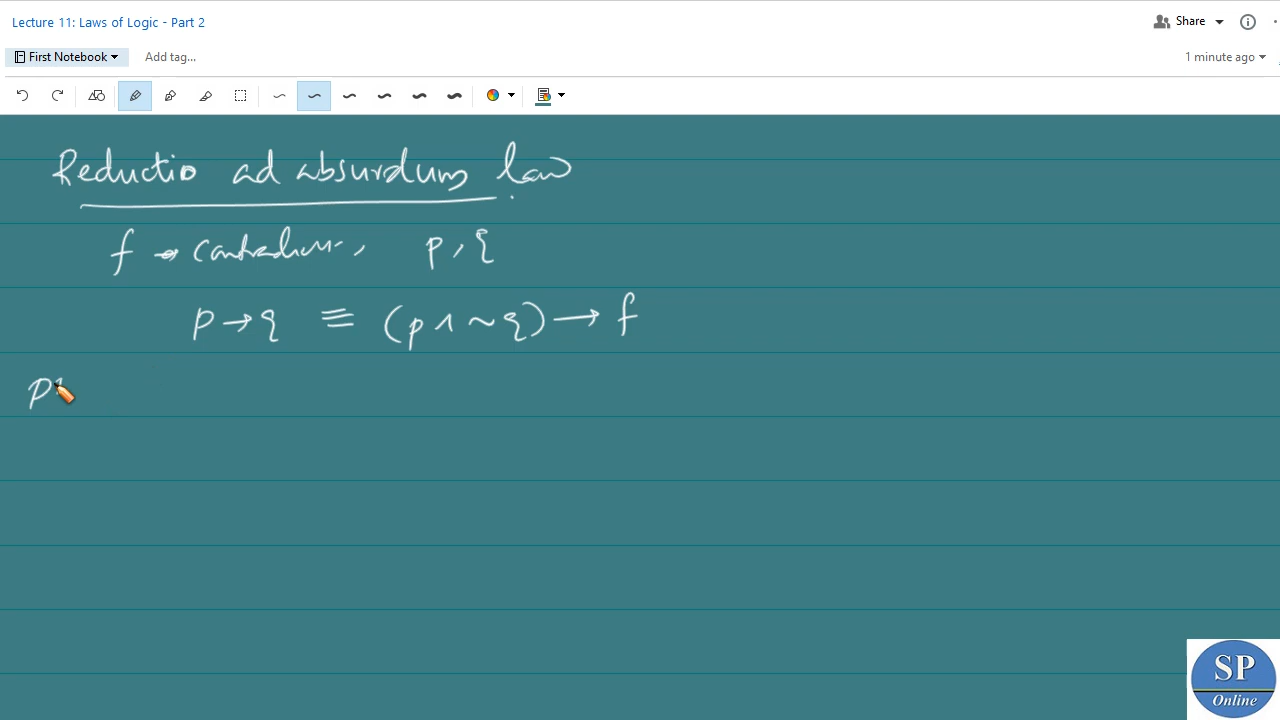 Lecture 11: Laws of Logic - Part 2
Share
First Notebook
Add tag...
1 minute ago
Reductio ad absurdum law
f → , p, q
p → q ≡ (p ∧ ~q) → f
SP
Online